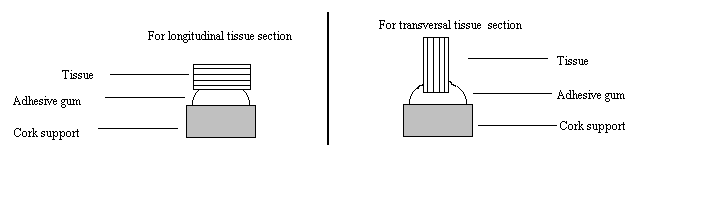 For longitudinal tissue section
Tissue
Adhesive gum
Cork support
For transversal tissue section
Tissue
Adhesive gum
Cork support